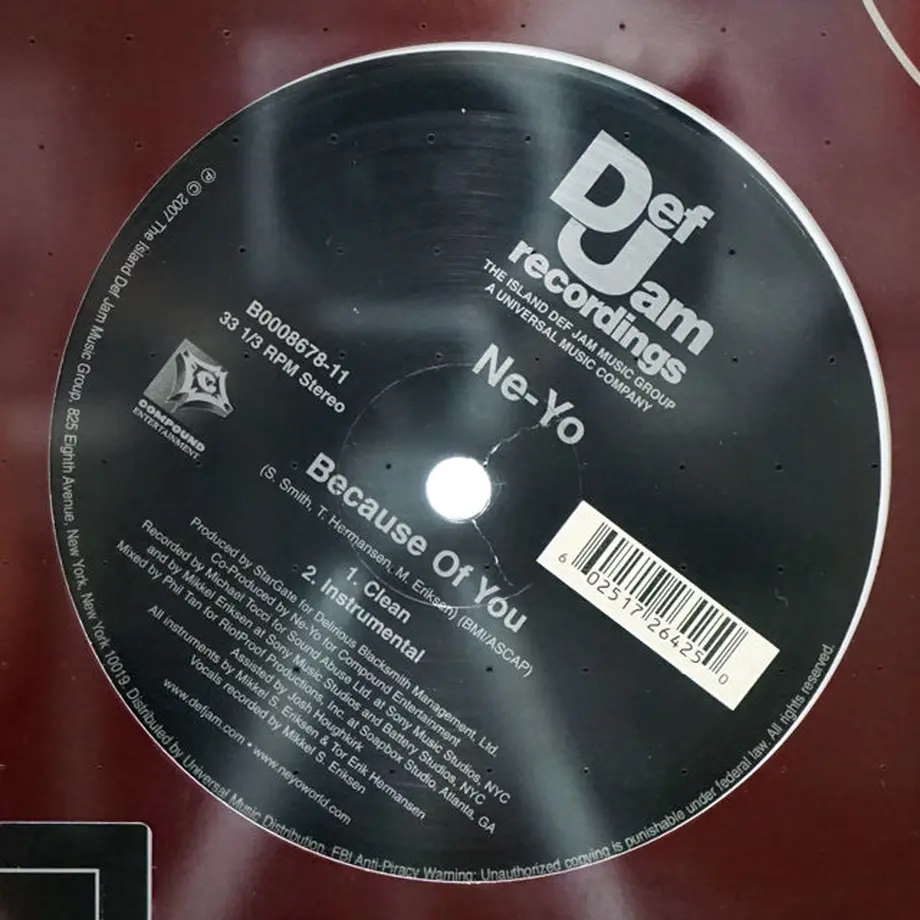 Def Jam
recordings
THE ISLAND DEF JAM MUSIC GROUP
A UNIVERSAL MUSIC COMPANY
B0008678-11
33 1/3 RPM Stereo
C
COMPOUND
ENTERTAINMENT
Ne-Yo
Because Of You
(S. Smith, T. Hermansen, M. Eriksen) (BMI/ASCAP)
1. Clean
2. Instrumental
6 02517 26425 0
Produced by StarGate for Delirious Blacksmith Management, Ltd.
Co-Produced by Ne-Yo for Compound Entertainment
Recorded by Michael Tocci for Sound Abuse Ltd. at Sony Music Studios, NYC
and by Mikkel Eriksen at Sony Music Studios and Battery Studios, NYC
Mixed by Phil Tan for RiotProof Productions, Inc. at Soapbox Studio, Atlanta, GA
Assisted by Josh Houghkirk
All instruments by Mikkel S. Eriksen & Tor Erik Hermansen
Vocals recorded by Mikkel S. Eriksen
www.defjam.com • www.neyoworld.com
℗ © 2007 The Island Def Jam Music Group, 825 Eighth Avenue, New York, New York 10019. Distributed by Universal Music Distribution. FBI Anti-Piracy Warning: Unauthorized copying is punishable under federal law. All rights reserved.